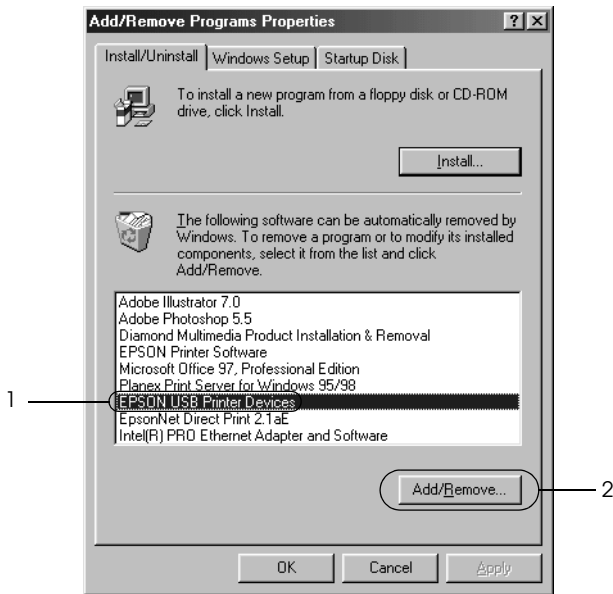 Add/Remove Programs Properties
Install/Uninstall Windows Setup Startup Disk
To install a new program from a floppy disk or CD-ROM
drive, click Install.
Install...
The following software can be automatically removed by
Windows. To remove a program or to modify its installed
components, select it from the list and click
Add/Remove.
Adobe Illustrator 7.0
Adobe Photoshop 5.5
Diamond Multimedia Product Installation & Removal
EPSON Printer Software
Microsoft Office 97, Professional Edition
Planex Print Server for Windows 95/98
1 EPSON USB Printer Devices
EpsonNet Direct Print 2.1aE
Intel(R) PRO Ethernet Adapter and Software
Add/Remove... 2
OK Cancel Apply